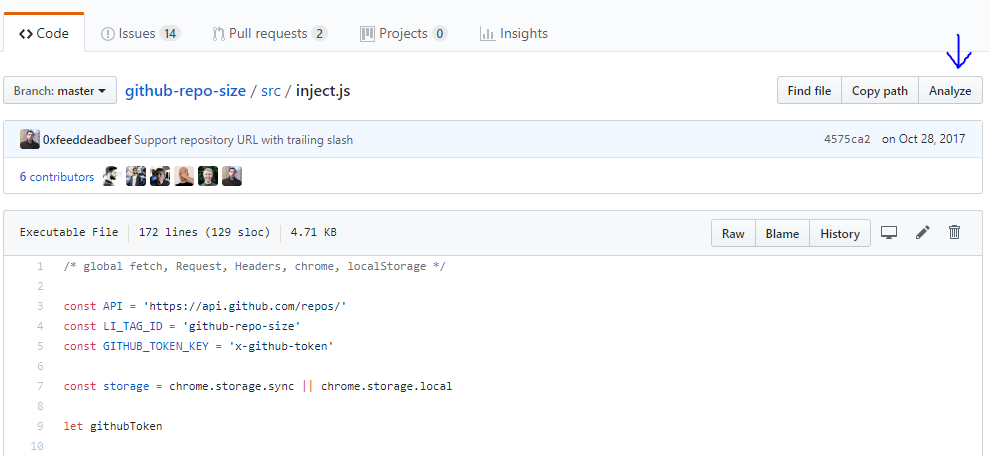 Code Issues 14 Pull requests 2 Projects 0 Insights
Branch: master github-repo-size / src / inject.js Find file Copy path Analyze
0xfeeddeadbeef Support repository URL with trailing slash 4575ca2 on Oct 28, 2017
6 contributors
Executable File 172 lines (129 sloc) 4.71 KB Raw Blame History
1 /* global fetch, Request, Headers, chrome, localStorage */
2
3 const API = 'https://api.github.com/repos/'
4 const LI_TAG_ID = 'github-repo-size'
5 const GITHUB_TOKEN_KEY = 'x-github-token'
6
7 const storage = chrome.storage.sync || chrome.storage.local
8
9 let githubToken
10